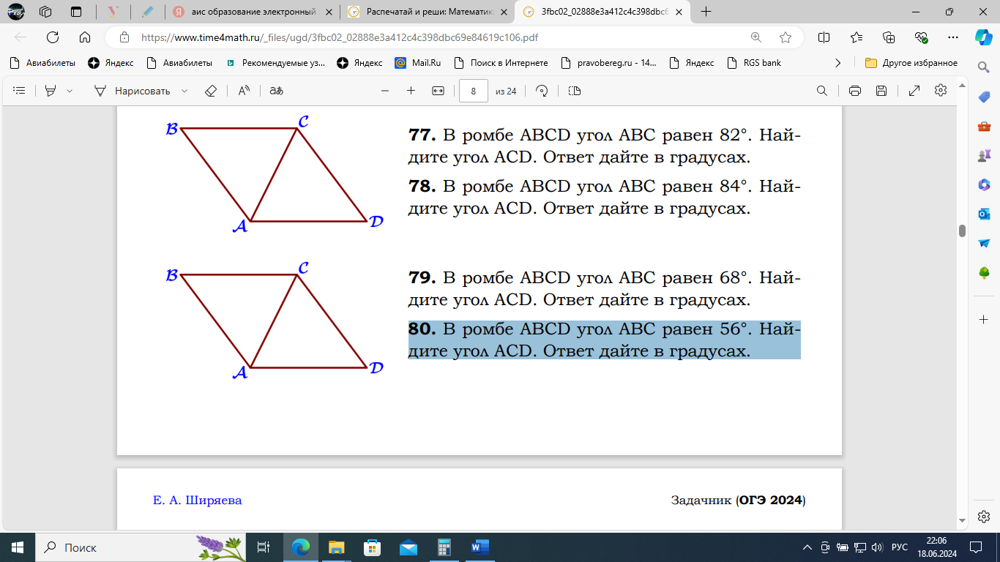 аис образование электронный
Распечатай и реши: Математик
3fbc02_02888e3a412c4c398dbc6
https://www.time4math.ru/_files/ugd/3fbc02_02888e3a412c4c398dbc69e84619c106.pdf
Авиабилеты
Яндекс
Авиабилеты
Рекомендуемые уз...
Яндекс
Mail.Ru
Поиск в Интернете
pravobereg.ru - 14...
Яндекс
RGS bank
Другое избранное
Нарисовать
аあ
8
из 24
B
C
A
D
77. В ромбе ABCD угол ABC равен 82°. Най-
дите угол ACD. Ответ дайте в градусах.
78. В ромбе ABCD угол ABC равен 84°. Най-
дите угол ACD. Ответ дайте в градусах.
B
C
A
D
79. В ромбе ABCD угол ABC равен 68°. Най-
дите угол ACD. Ответ дайте в градусах.
80. В ромбе ABCD угол ABC равен 56°. Най-
дите угол ACD. Ответ дайте в градусах.
Е. А. Ширяева
Задачник (ОГЭ 2024)
Поиск
РУС
22:06
18.06.2024